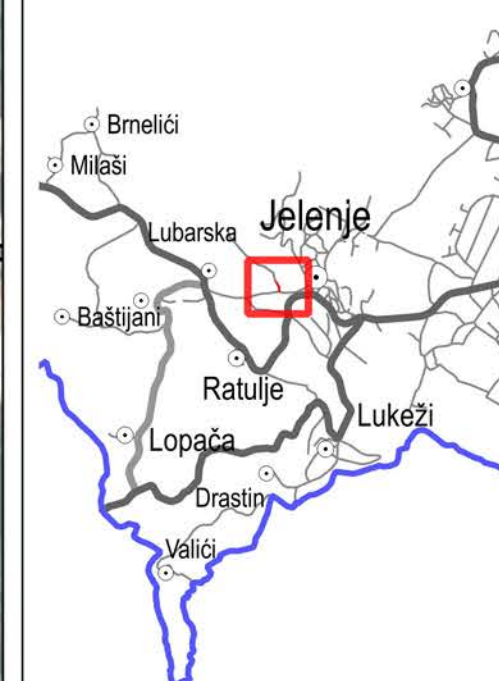 Brnelići
Milaši
Jelenje
Lubarska
Baštijani
Ratulje
Lukeži
Lopača
Drastin
Valići